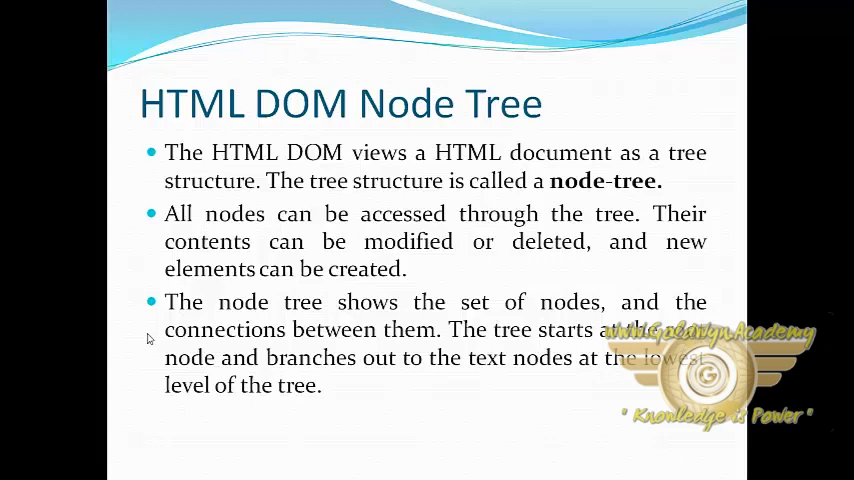 HTML DOM Node Tree
The HTML DOM views a HTML document as a tree
structure. The tree structure is called a node-tree.
All nodes can be accessed through the tree. Their
contents can be modified or deleted, and new
elements can be created.
The node tree shows the set of nodes, and the
connections between them. The tree starts at the
node and branches out to the text nodes at the lowest
level of the tree.
www.GoldwynAcademy
G
" Knowledge is Power "